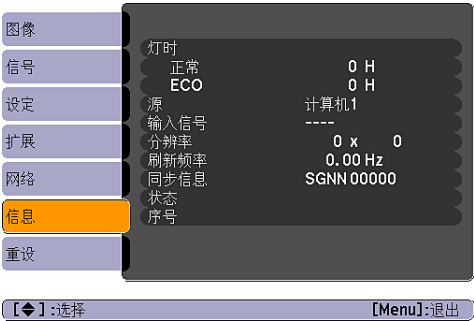 图像
信号
设定
扩展
网络
信息
重设
灯时
正常 0 H
ECO 0 H
源 计算机1
输入信号 ----
分辨率 0 x 0
刷新频率 0.00 Hz
同步信息 SGNN 00000
状态
序号
[◆]:选择 [Menu]:退出